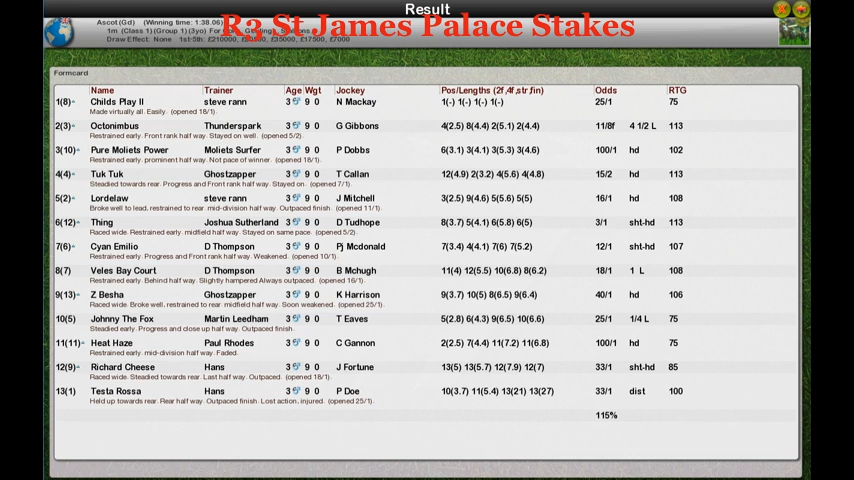 Result
R3 St James Palace Stakes
Ascot(Gd) (Winning time: 1:38.06)
1m (Class 1) (Group 1) (3yo) For
Draw Effect: None 1st-5th: £210000, £35000, £17500, £7000
Formcard
Name Trainer Age Wgt Jockey Pos/Lengths (2f,4f,str,fin) Odds RTG
1(8) Childs Play II steve rann 3 9 0 N Mackay 1(-) 1(-) 1(-) 1(-) 25/1 75
Made virtually all. Easily. (opened 18/1).
2(3) Octonimbus Thunderspark 3 9 0 G Gibbons 4(2.5) 8(4.4) 2(5.1) 2(4.4) 11/8f 4 1/2 L 113
Restrained early. Front rank half way. Stayed on well. (opened 5/2).
3(10) Pure Moliets Power Moliets Surfer 3 9 0 P Dobbs 6(3.1) 3(4.1) 3(5.3) 3(4.6) 100/1 hd 102
Restrained early. prominent half way. Not pace of winner. (opened 18/1).
4(4) Tuk Tuk Ghostzapper 3 9 0 T Callan 12(4.9) 2(3.2) 4(5.6) 4(4.8) 15/2 hd 113
Steadied towards rear. Progress and Front rank half way. Stayed on. (opened 7/1).
5(2) Lordelaw steve rann 3 9 0 J Mitchell 3(2.5) 9(4.6) 5(5.6) 5(5) 16/1 hd 108
Broke well to lead, restrained to rear. mid-division half way. Outpaced finish. (opened 11/1).
6(12) Thing Joshua Sutherland 3 9 0 D Tudhope 8(3.7) 5(4.1) 6(5.8) 6(5) 3/1 sht-hd 113
Raced wide. Restrained early. midfield half way. Stayed on same pace. (opened 5/2).
7(6) Cyan Emilio D Thompson 3 9 0 Pj Mcdonald 7(3.4) 4(4.1) 7(6) 7(5.2) 12/1 sht-hd 107
Restrained early. Progress and Front rank half way. Weakened. (opened 10/1).
8(7) Veles Bay Court D Thompson 3 9 0 B Mchugh 11(4) 12(5.5) 10(6.8) 8(6.2) 18/1 1 L 108
Restrained early. Behind half way. Slightly hampered Always outpaced. (opened 16/1).
9(13) Z Besha Ghostzapper 3 9 0 K Harrison 9(3.7) 10(5) 8(6.5) 9(6.4) 40/1 hd 106
Raced wide. Broke well, restrained to rear. midfield half way. Soon weakened. (opened 25/1).
10(5) Johnny The Fox Martin Leedham 3 9 0 T Eaves 5(2.8) 6(4.3) 9(6.5) 10(6.6) 25/1 1/4 L 75
Steadied early. Progress and close up half way. Outpaced finish.
11(11) Heat Haze Paul Rhodes 3 9 0 C Gannon 2(2.5) 7(4.4) 11(7.2) 11(6.8) 100/1 hd 75
Restrained early. mid-division half way. Faded.
12(9) Richard Cheese Hans 3 9 0 J Fortune 13(5) 13(5.7) 12(7.9) 12(7) 33/1 sht-hd 85
Raced wide. Steadied towards rear. Last half way. Outpaced. (opened 18/1).
13(1) Testa Rossa Hans 3 9 0 P Doe 10(3.7) 11(5.4) 13(21) 13(27) 33/1 dist 100
Held up towards rear. Rear half way. Outpaced finish. Lost action, injured. (opened 25/1).
115%